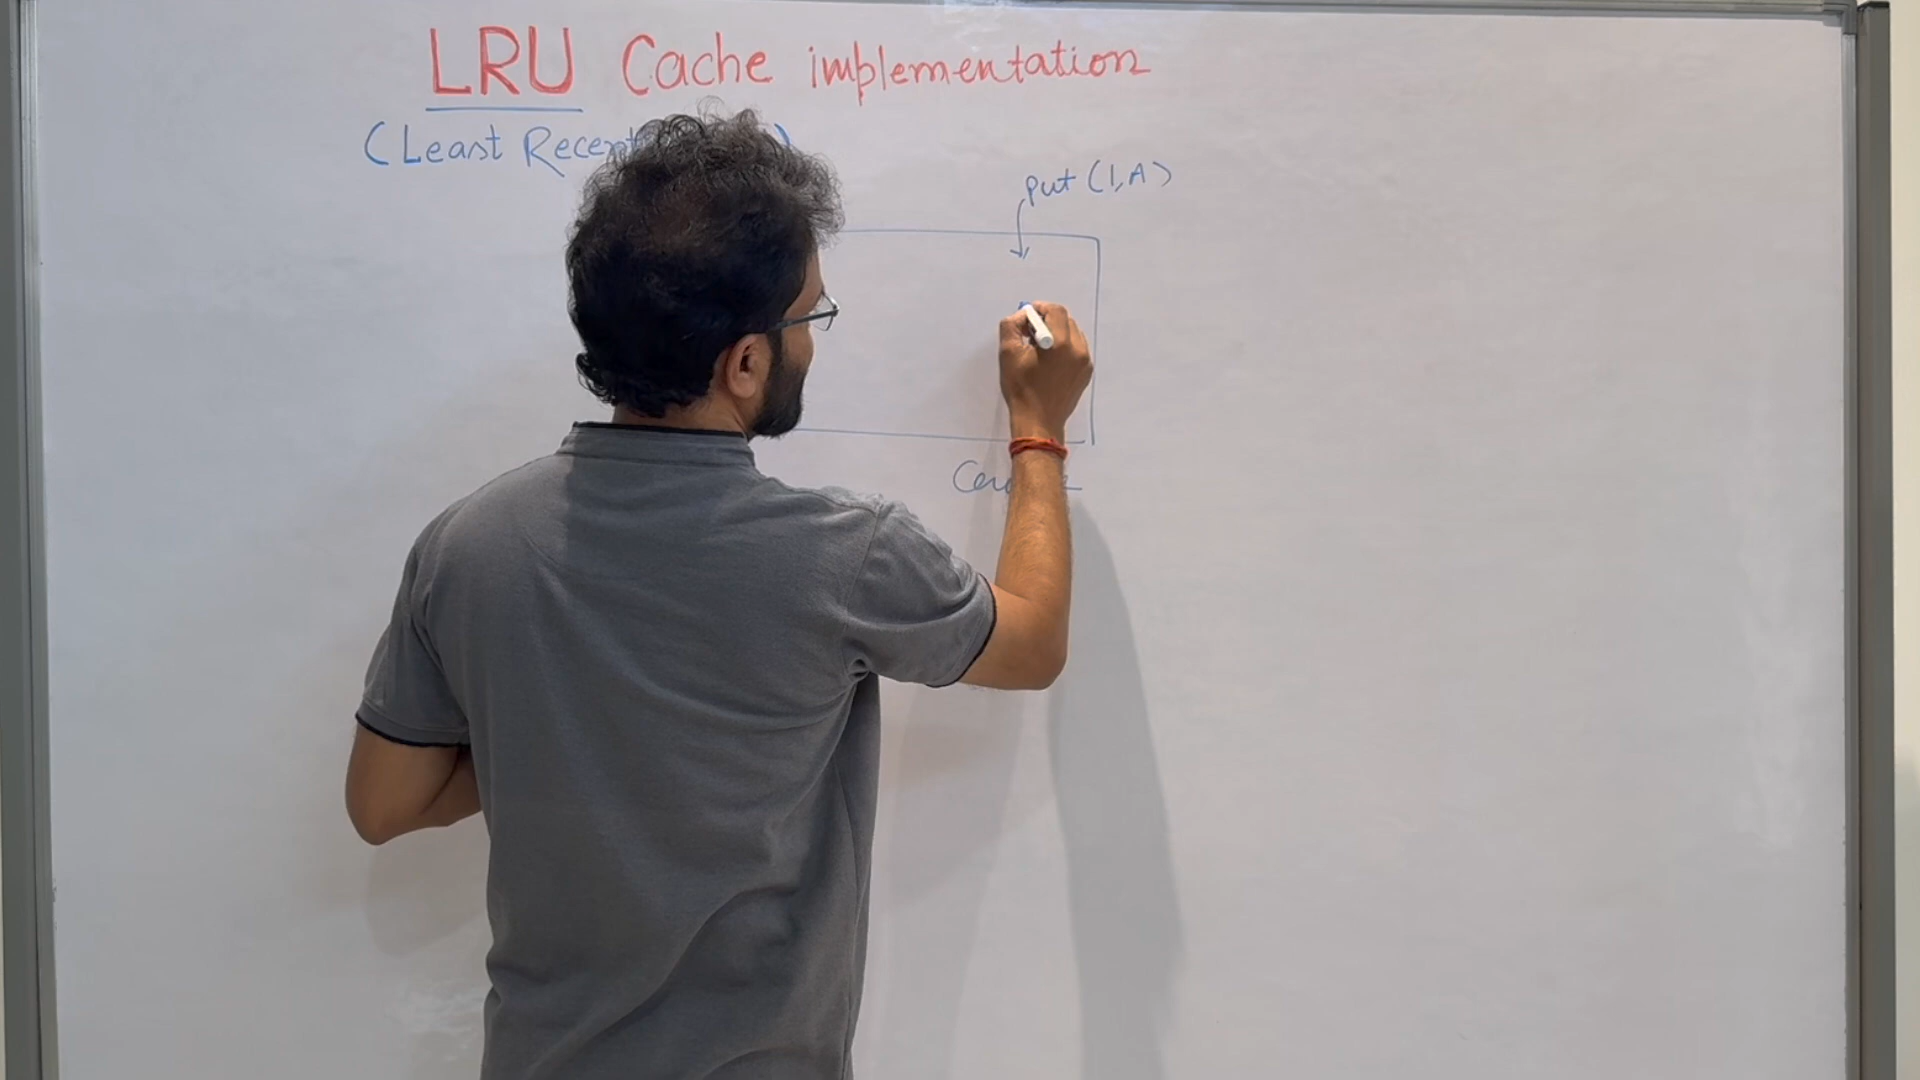 LRU Cache implementation
(Least Recent )
put (1,A)